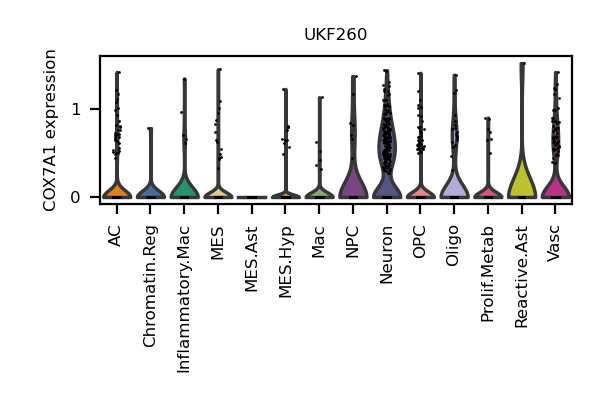 UKF260
COX7A1 expression
1
0
AC
Chromatin.Reg
Inflammatory.Mac
MES
MES.Ast
MES.Hyp
Mac
NPC
Neuron
OPC
Oligo
Prolif.Metab
Reactive.Ast
Vasc